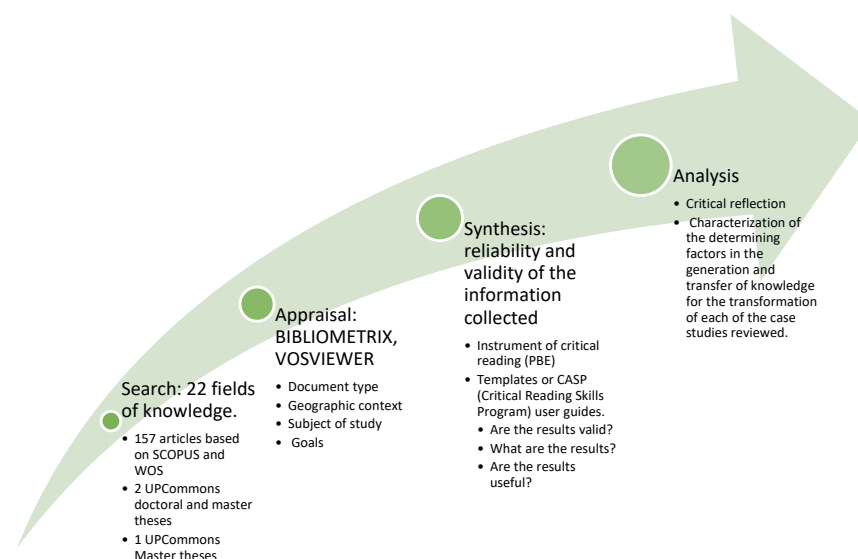 Search: 22 fields
of knowledge.
• 157 articles based
on SCOPUS and
WOS
• 2 UPCommons
doctoral and master
theses
• 1 UPCommons
Master theses
Appraisal:
BIBLIOMETRIX,
VOSVIEWER
• Document type
• Geographic context
• Subject of study
• Goals
Synthesis:
reliability and
validity of the
information
collected
• Instrument of critical
reading (PBE)
• Templates or CASP
(Critical Reading Skills
Program) user guides.
• Are the results valid?
• What are the results?
• Are the results
useful?
Analysis
• Critical reflection
• Characterization of
the determining
factors in the
generation and
transfer of knowledge
for the transformation
of each of the case
studies reviewed.